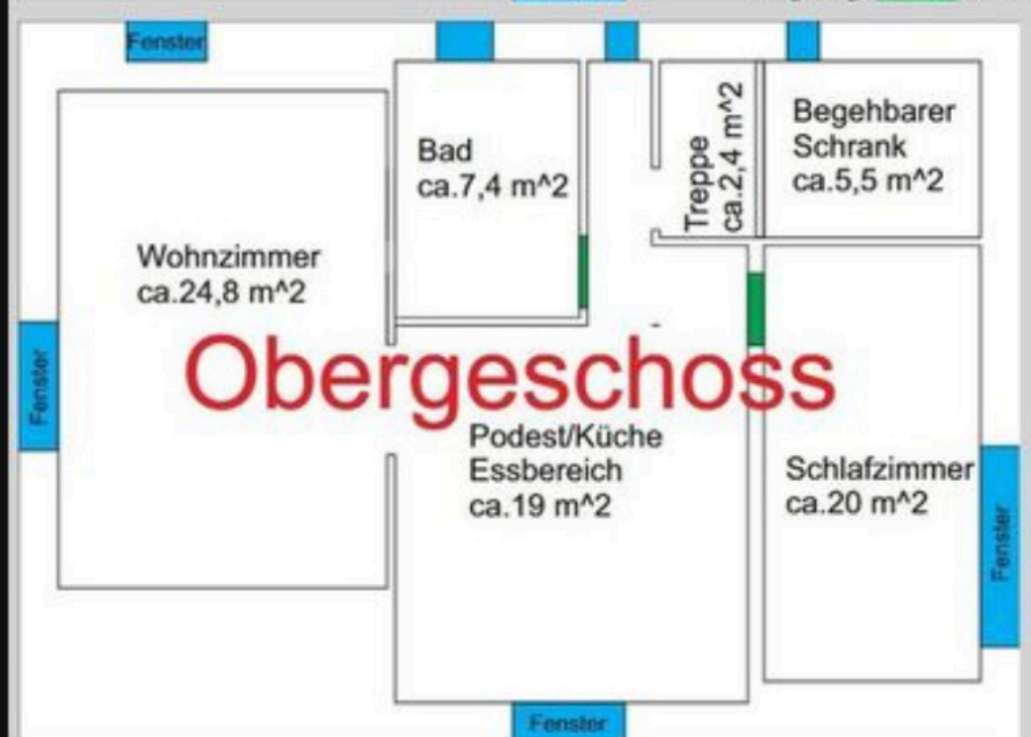 Fenster
Bad
ca.7,4 m^2
Treppe
ca.2,4 m^2
Begehbarer
Schrank
ca.5,5 m^2
Wohnzimmer
ca.24,8 m^2
Fenster
Obergeschoss
Podest/Küche
Essbereich
ca.19 m^2
Schlafzimmer
ca.20 m^2
Fenster
Fenster